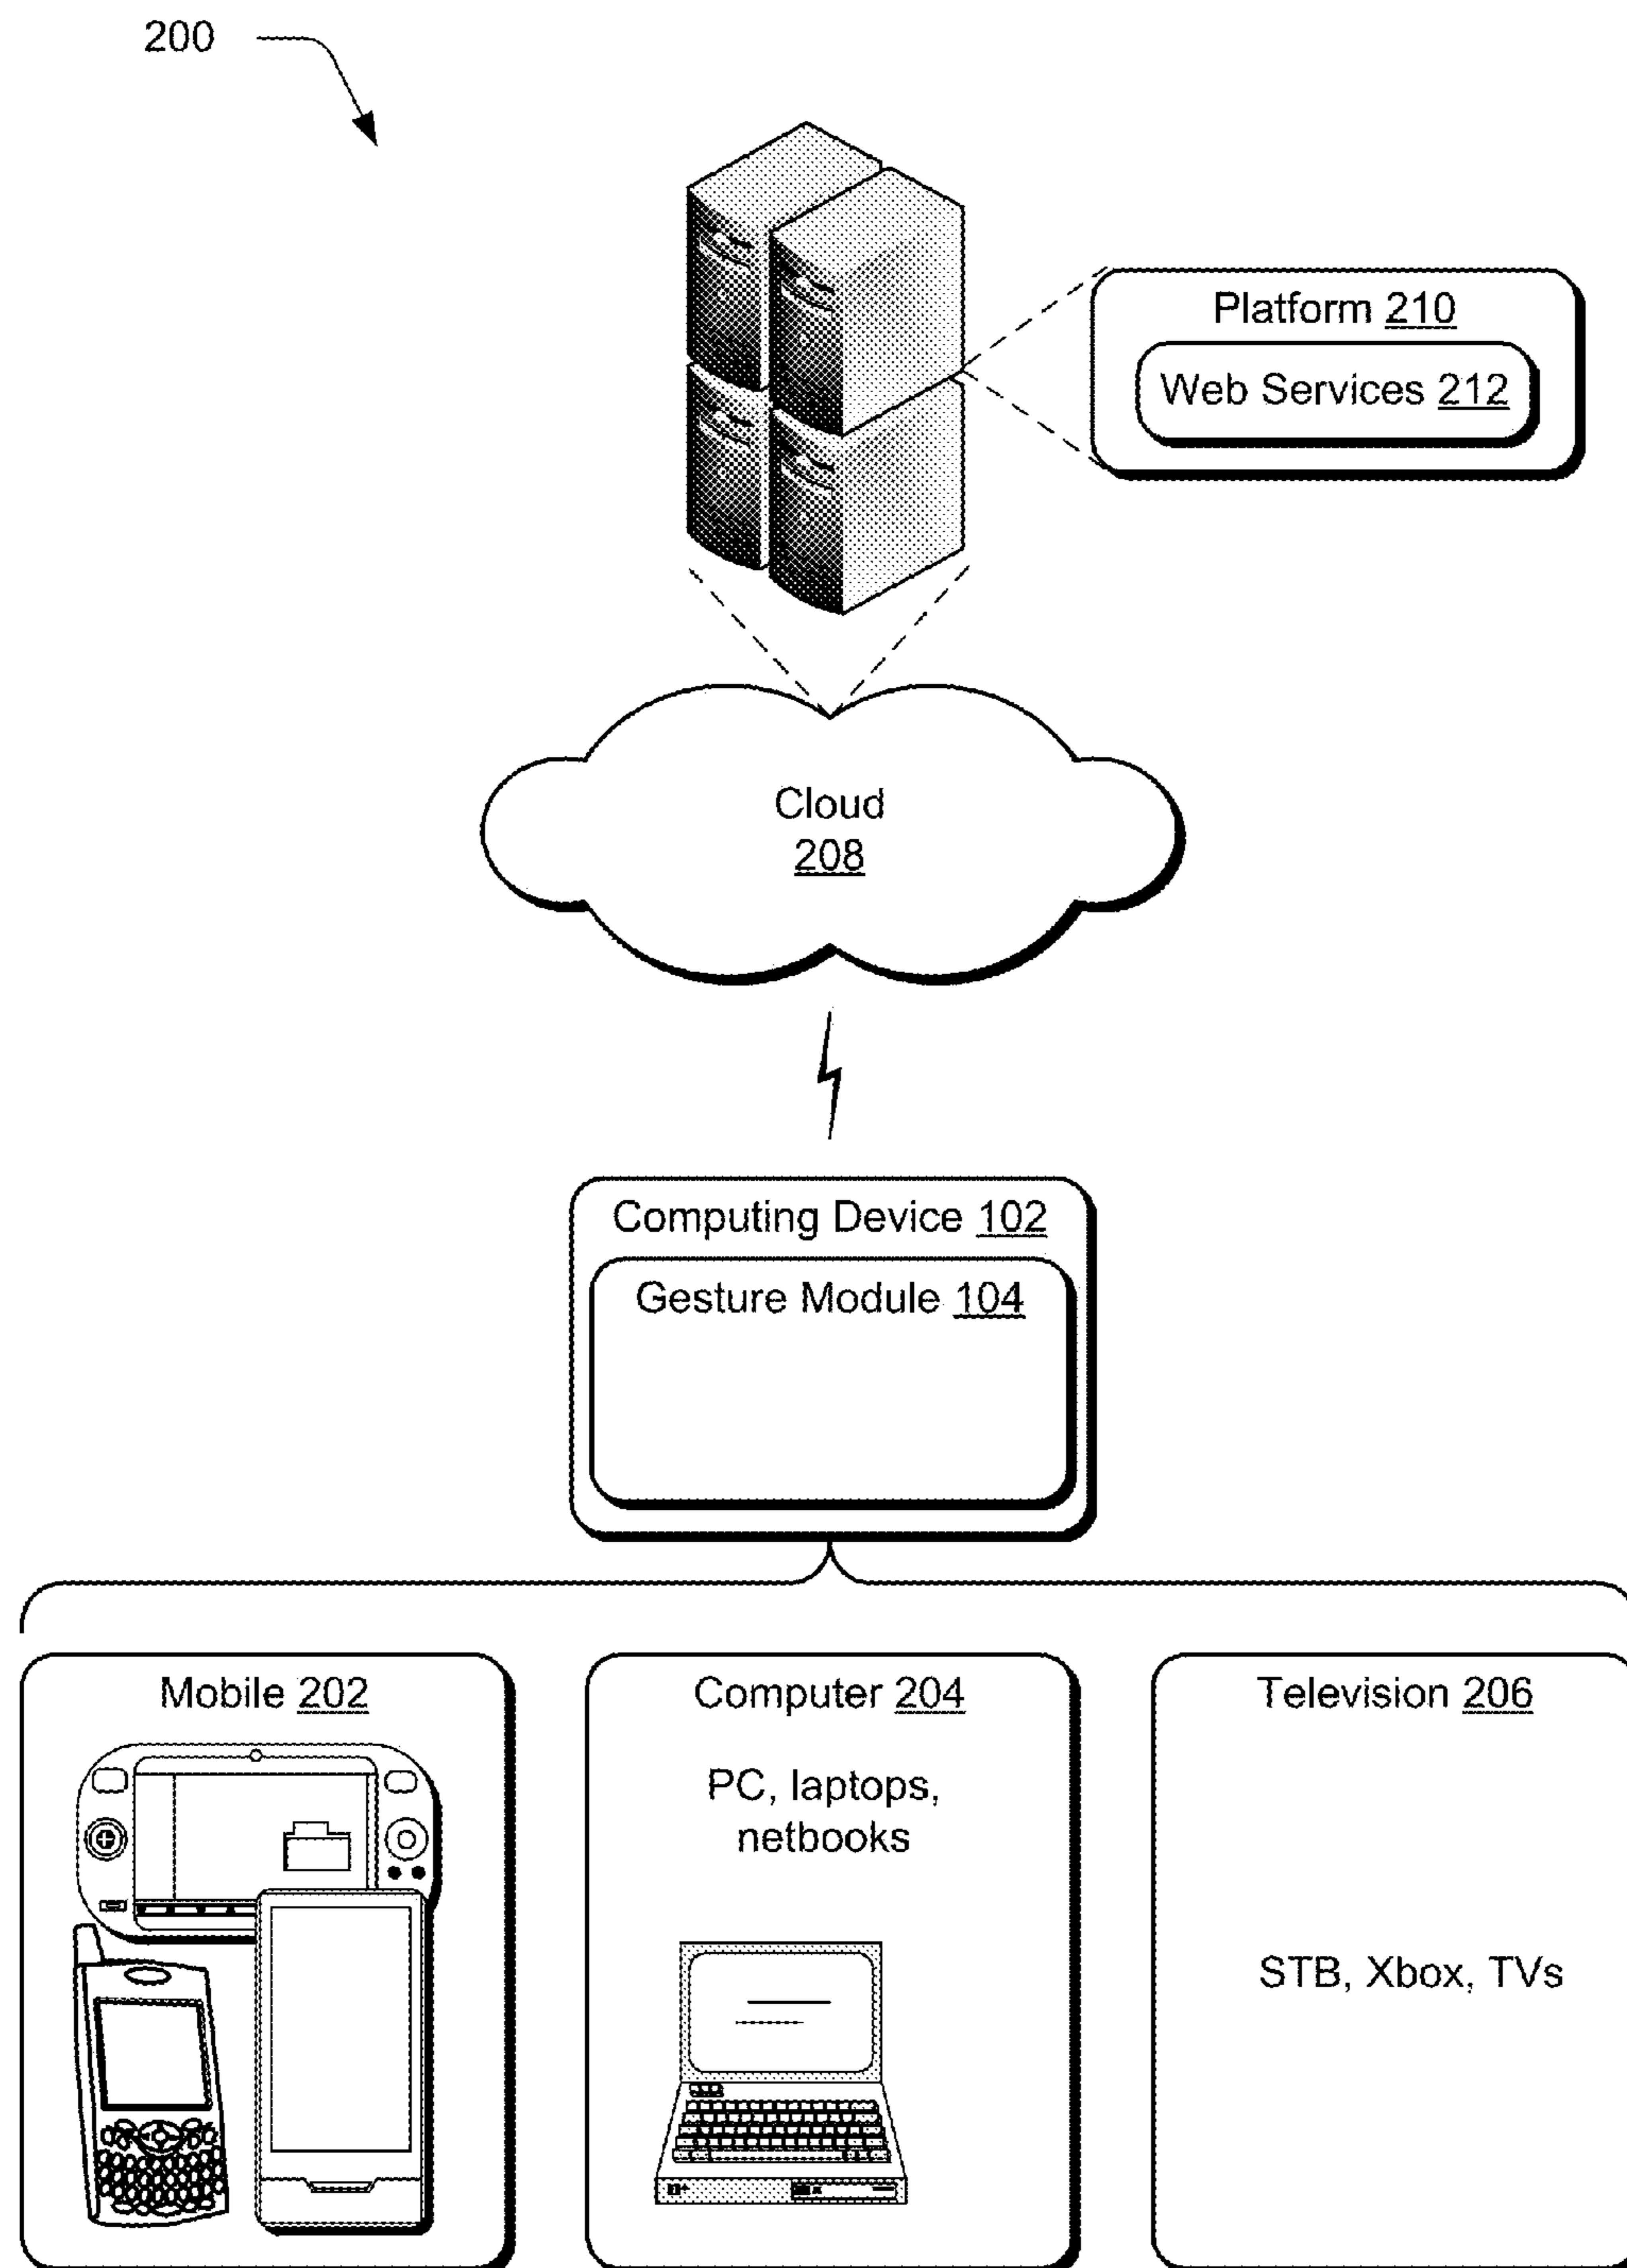 200
Platform 210
Web Services 212
Cloud
208
Computing Device 102
Gesture Module 104
Mobile 202
Computer 204
PC, laptops,
netbooks
Television 206
STB, Xbox, TVs